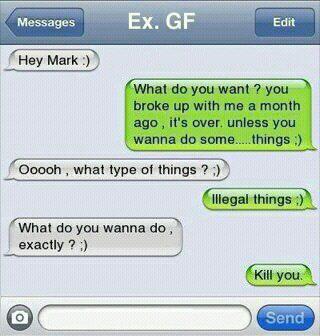 Messages
Ex. GF
Edit
Hey Mark :)
What do you want ? you
broke up with me a month
ago , it's over. unless you
wanna do some.....things ;)
Ooooh , what type of things ? ;)
Illegal things ;)
What do you wanna do ,
exactly ? ;)
Kill you.
Send